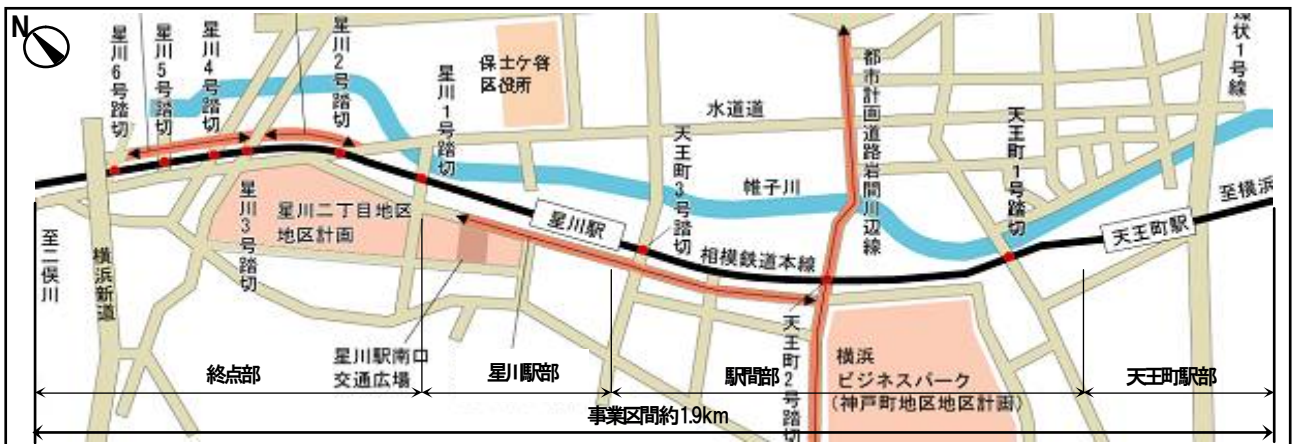 N
星川6号踏切
星川5号踏切
星川4号踏切
星川2号踏切
星川1号踏切
保土ケ谷
区役所
水道道
都市計画道路岩間川辺線
環状1号線
天王町3号踏切
天王町1号踏切
帷子川
至横浜
星川駅
天王町駅
相模鉄道本線
星川二丁目地区
地区計画
星川3号踏切
至二俣川
横浜新道
星川駅南口
交通広場
天王町2号踏切
横浜
ビジネスパーク
(神戸町地区地区計画)
終点部
星川駅部
駅間部
天王町駅部
事業区間約1.9km